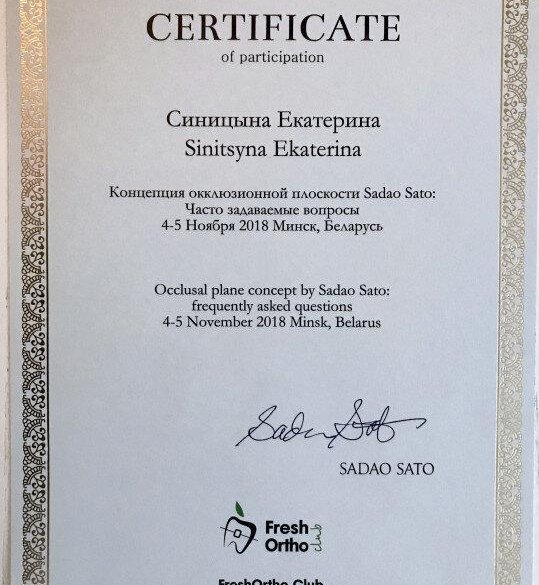 CERTIFICATE
of participation
Синицына Екатерина
Sinitsyna Ekaterina
Концепция окклюзионной плоскости Sadao Sato:
Часто задаваемые вопросы
4-5 Ноября 2018 Минск, Беларусь
Occlusal plane concept by Sadao Sato:
frequently asked questions
4-5 November 2018 Minsk, Belarus
Sadao Sato
SADAO SATO
Fresh
Ortho club
FreshOrtho Club